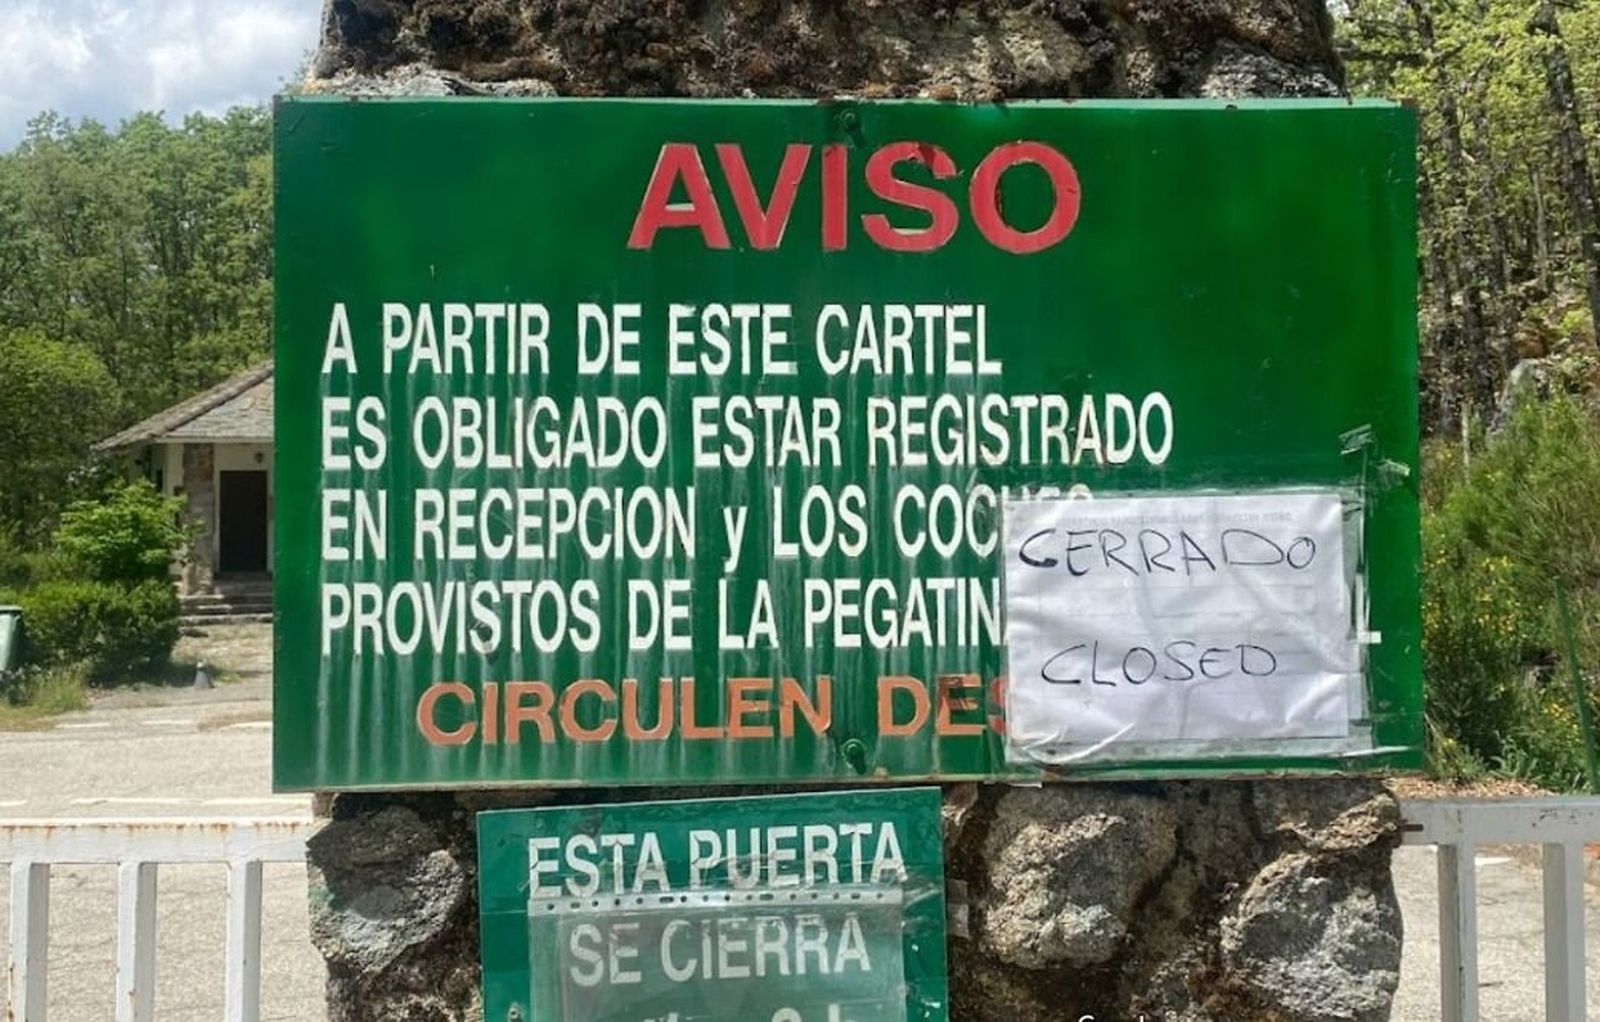 AVISO
A PARTIR DE ESTE CARTEL
ES OBLIGADO ESTAR REGISTRADO
EN RECEPCION y LOS COCHES
PROVISTOS DE LA PEGATIN
CIRCULEN DES
CERRADO
CLOSED
ESTA PUERTA
SE CIERRA